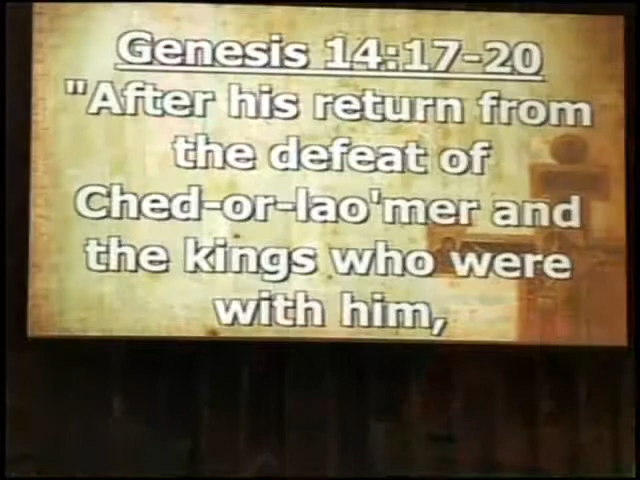 Genesis 14:17-20
"After his return from
the defeat of
Ched-or-lao'mer and
the kings who were
with him,